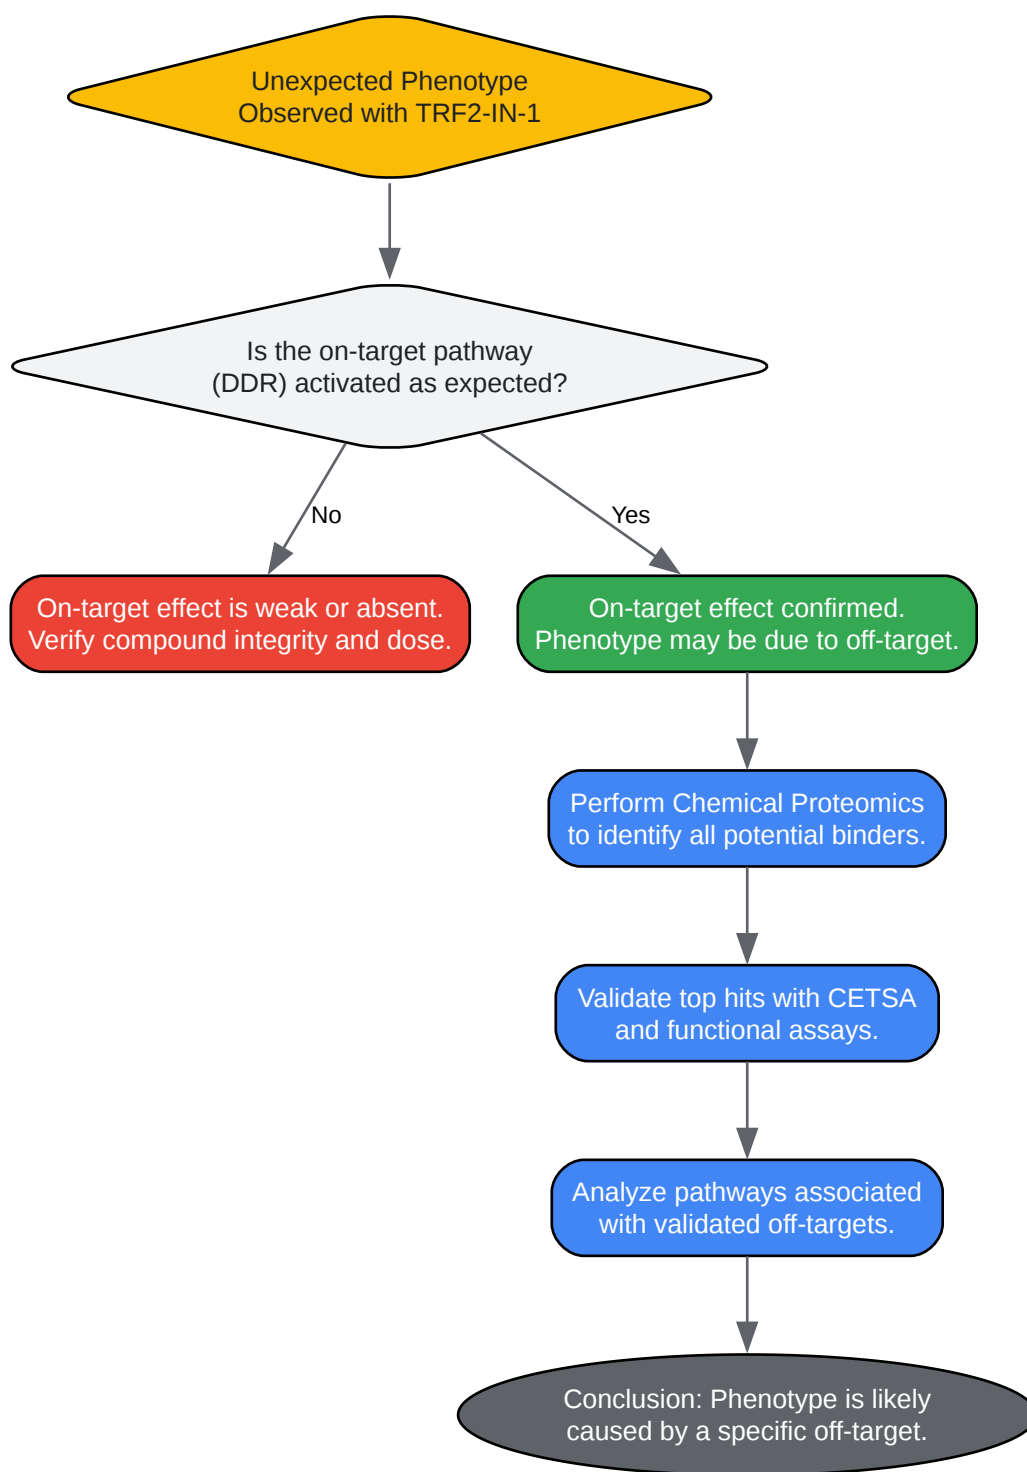 Unexpected Phenotype
Observed with TRF2-IN-1
Is the on-target pathway
(DDR) activated as expected?
No
Yes
On-target effect is weak or absent.
Verify compound integrity and dose.
On-target effect confirmed.
Phenotype may be due to off-target.
Perform Chemical Proteomics
to identify all potential binders.
Validate top hits with CETSA
and functional assays.
Analyze pathways associated
with validated off-targets.
Conclusion: Phenotype is likely
caused by a specific off-target.